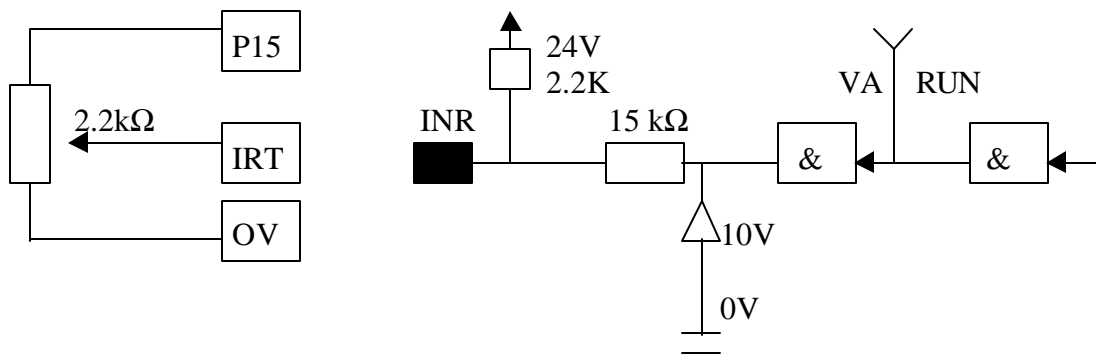 P15
2.2kΩ
IRT
OV
24V
2.2K
INR
15 kΩ
VA RUN
&
&
10V
0V